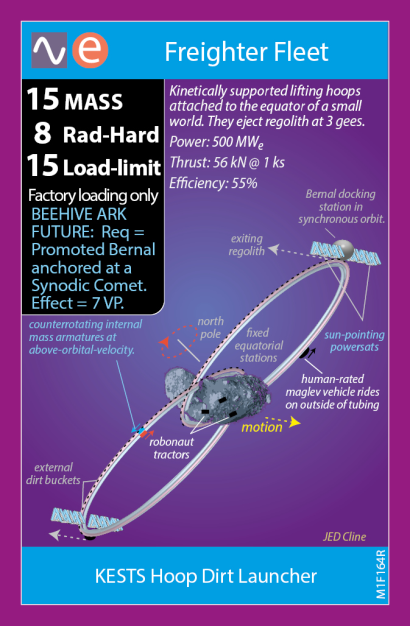 e
Freighter Fleet
15 MASS
8 Rad-Hard
15 Load-limit
Factory loading only
BEEHIVE ARK
FUTURE: Req =
Promoted Bernal
anchored at a
Synodic Comet.
Effect = 7 VP.
Kinetically supported lifting hoops
attached to the equator of a small
world. They eject regolith at 3 gees.
Power: 500 MWe
Thrust: 56 kN @ 1 ks
Efficiency: 55%
Bernal docking
station in
synchronous orbit.
exiting
regolith
counterrotating internal
mass armatures at
above-orbital-velocity.
north
pole
fixed
equatorial
stations
sun-pointing
powersats
human-rated
maglev vehicle rides
on outside of tubing
motion
robonaut
tractors
external
dirt buckets
JED Cline
KESTS Hoop Dirt Launcher
M1F164R